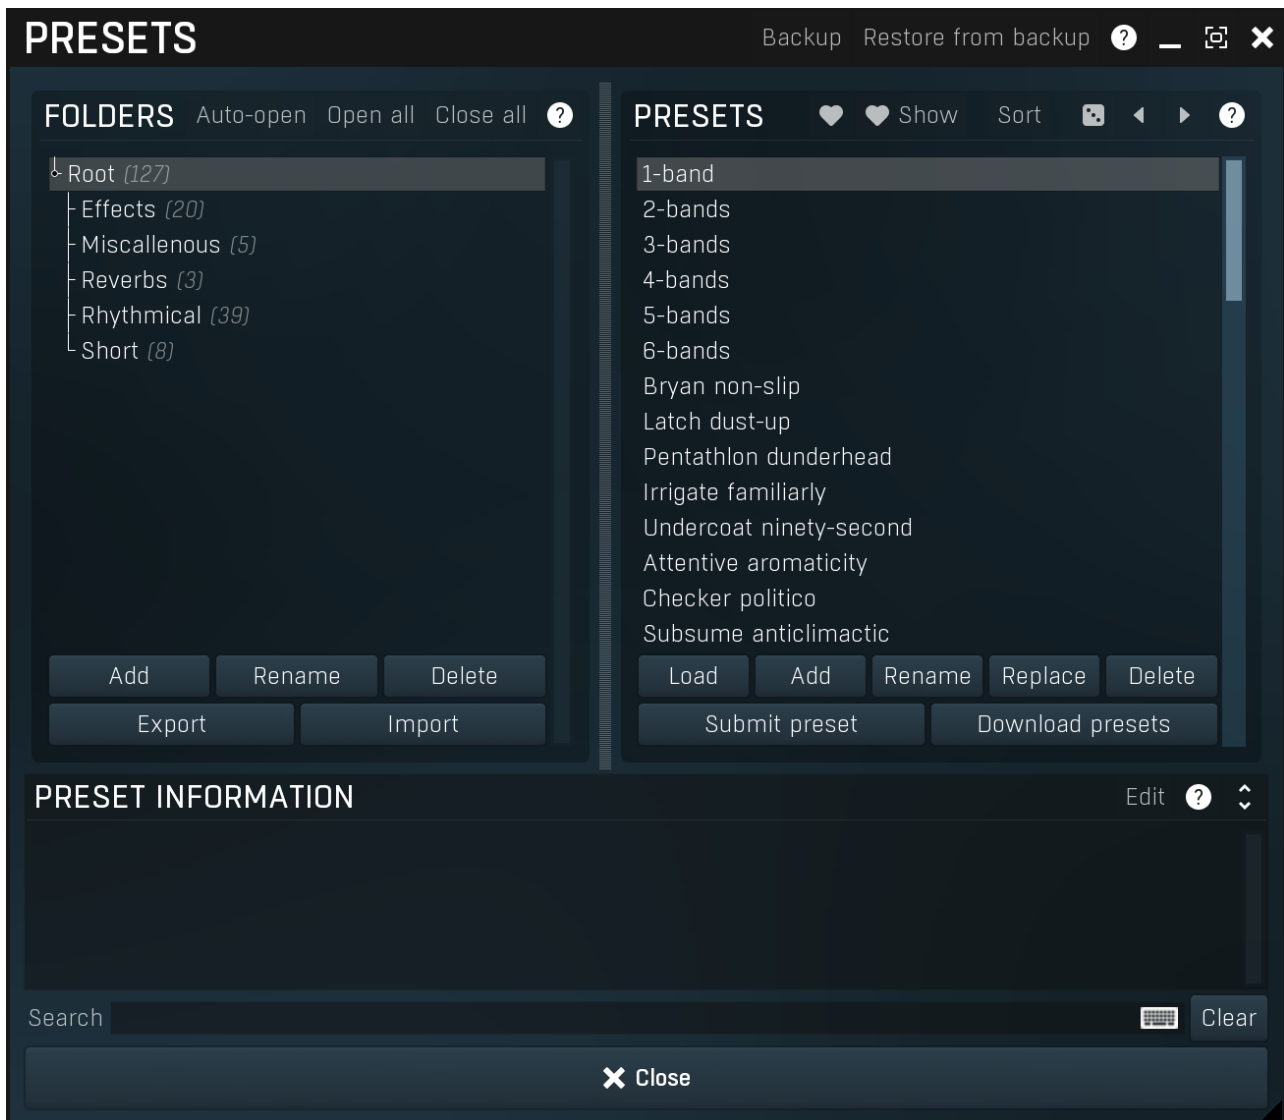 PRESETS Backup Restore from backup ?
FOLDERS Auto-open Open all Close all ?
Root (127)
Effects (20)
Miscallenous (5)
Reverbs (3)
Rhythmical (39)
Short (8)
Add Rename Delete
Export Import
PRESETS Show Sort ?
1-band
2-bands
3-bands
4-bands
5-bands
6-bands
Bryan non-slip
Latch dust-up
Pentathlon dunderhead
Irrigate familiarly
Undercoat ninety-second
Attentive aromaticity
Checker politico
Subsume anticlimactic
Load Add Rename Replace Delete
Submit preset Download presets
PRESET INFORMATION Edit ?
Search Clear
Close